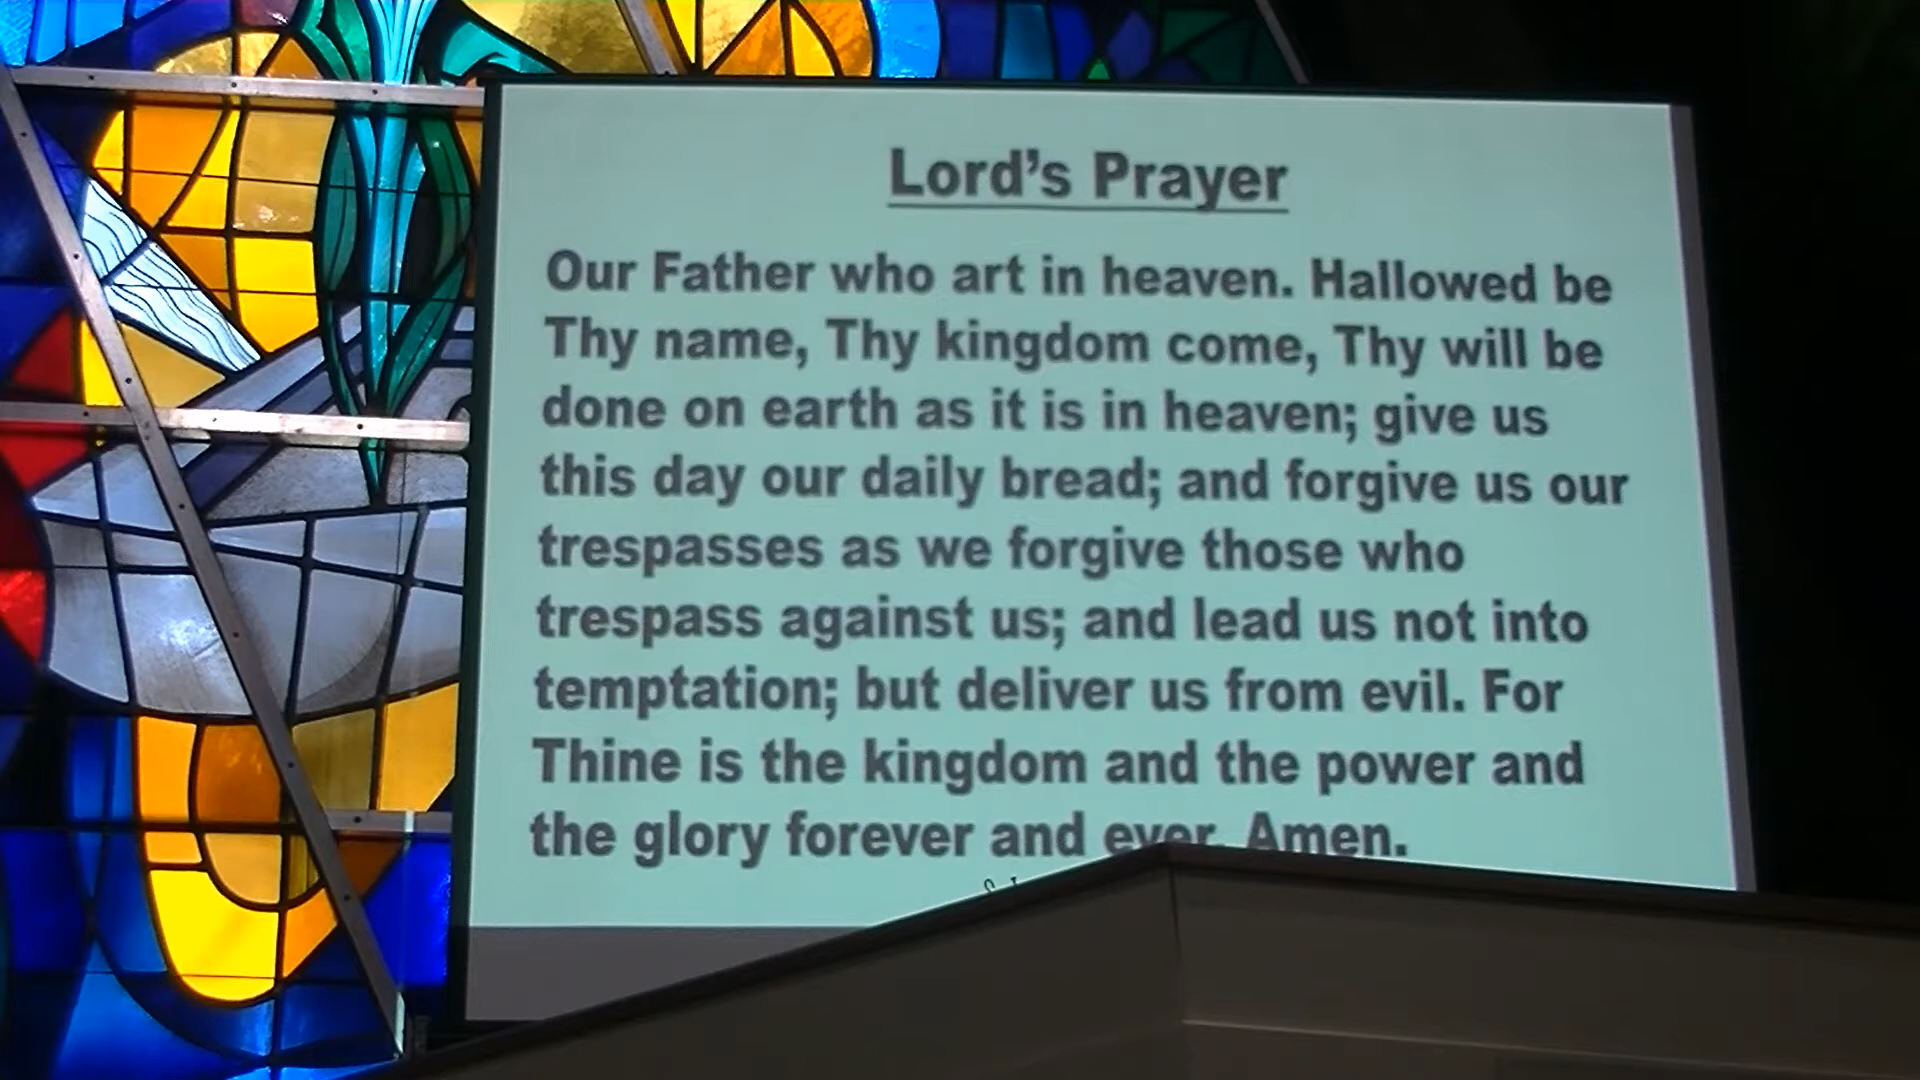 Lord’s Prayer
Our Father who art in heaven. Hallowed be
Thy name, Thy kingdom come, Thy will be
done on earth as it is in heaven; give us
this day our daily bread; and forgive us our
trespasses as we forgive those who
trespass against us; and lead us not into
temptation; but deliver us from evil. For
Thine is the kingdom and the power and
the glory forever and ever. Amen.